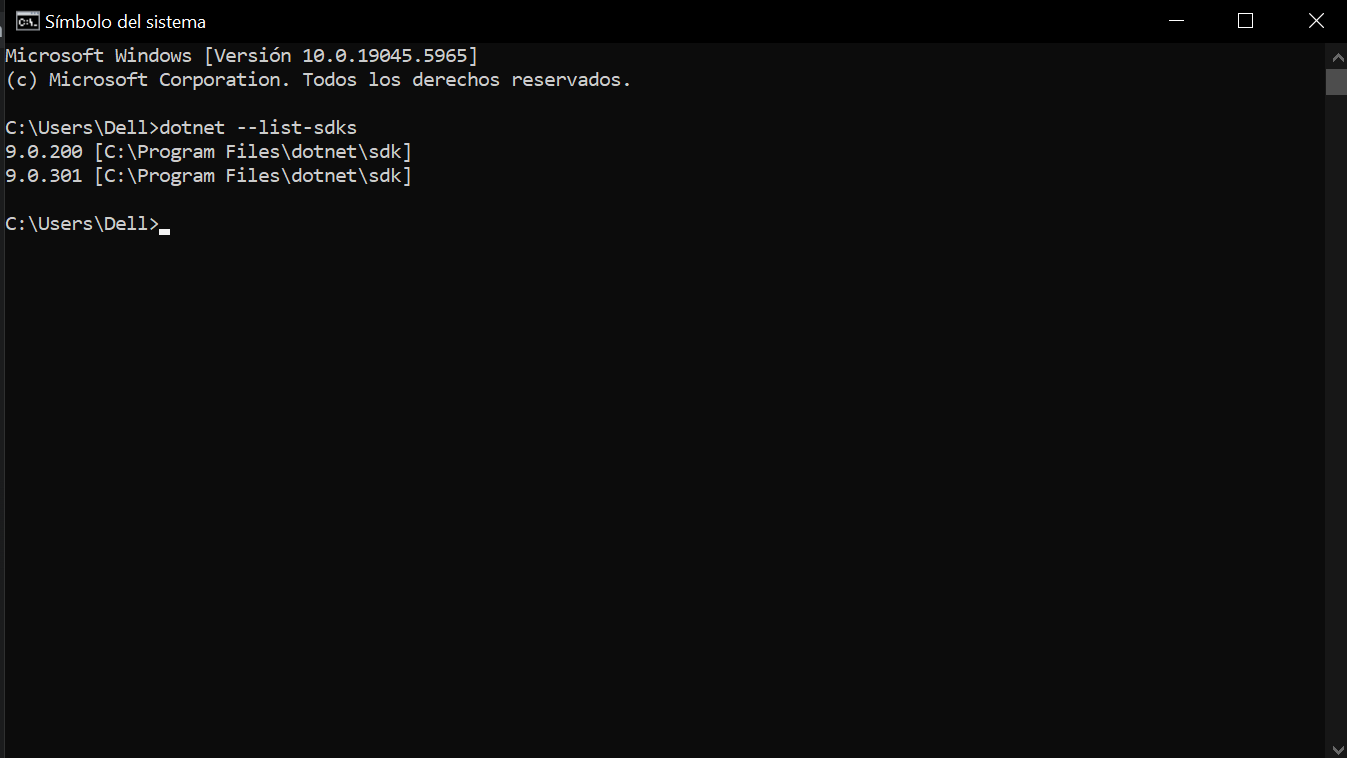 Símbolo del sistema
Microsoft Windows [Versión 10.0.19045.5965]
(c) Microsoft Corporation. Todos los derechos reservados.
C:\Users\Dell>dotnet --list-sdks
9.0.200 [C:\Program Files\dotnet\sdk]
9.0.301 [C:\Program Files\dotnet\sdk]
C:\Users\Dell>